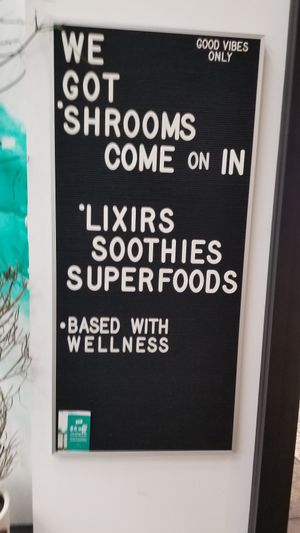 WE
GOOD VIBES
ONLY
GOT
'SHROOMS
COME ON IN
'LIXIRS
SOOTHIES
SUPERFOODS
•BASED WITH
WELLNESS